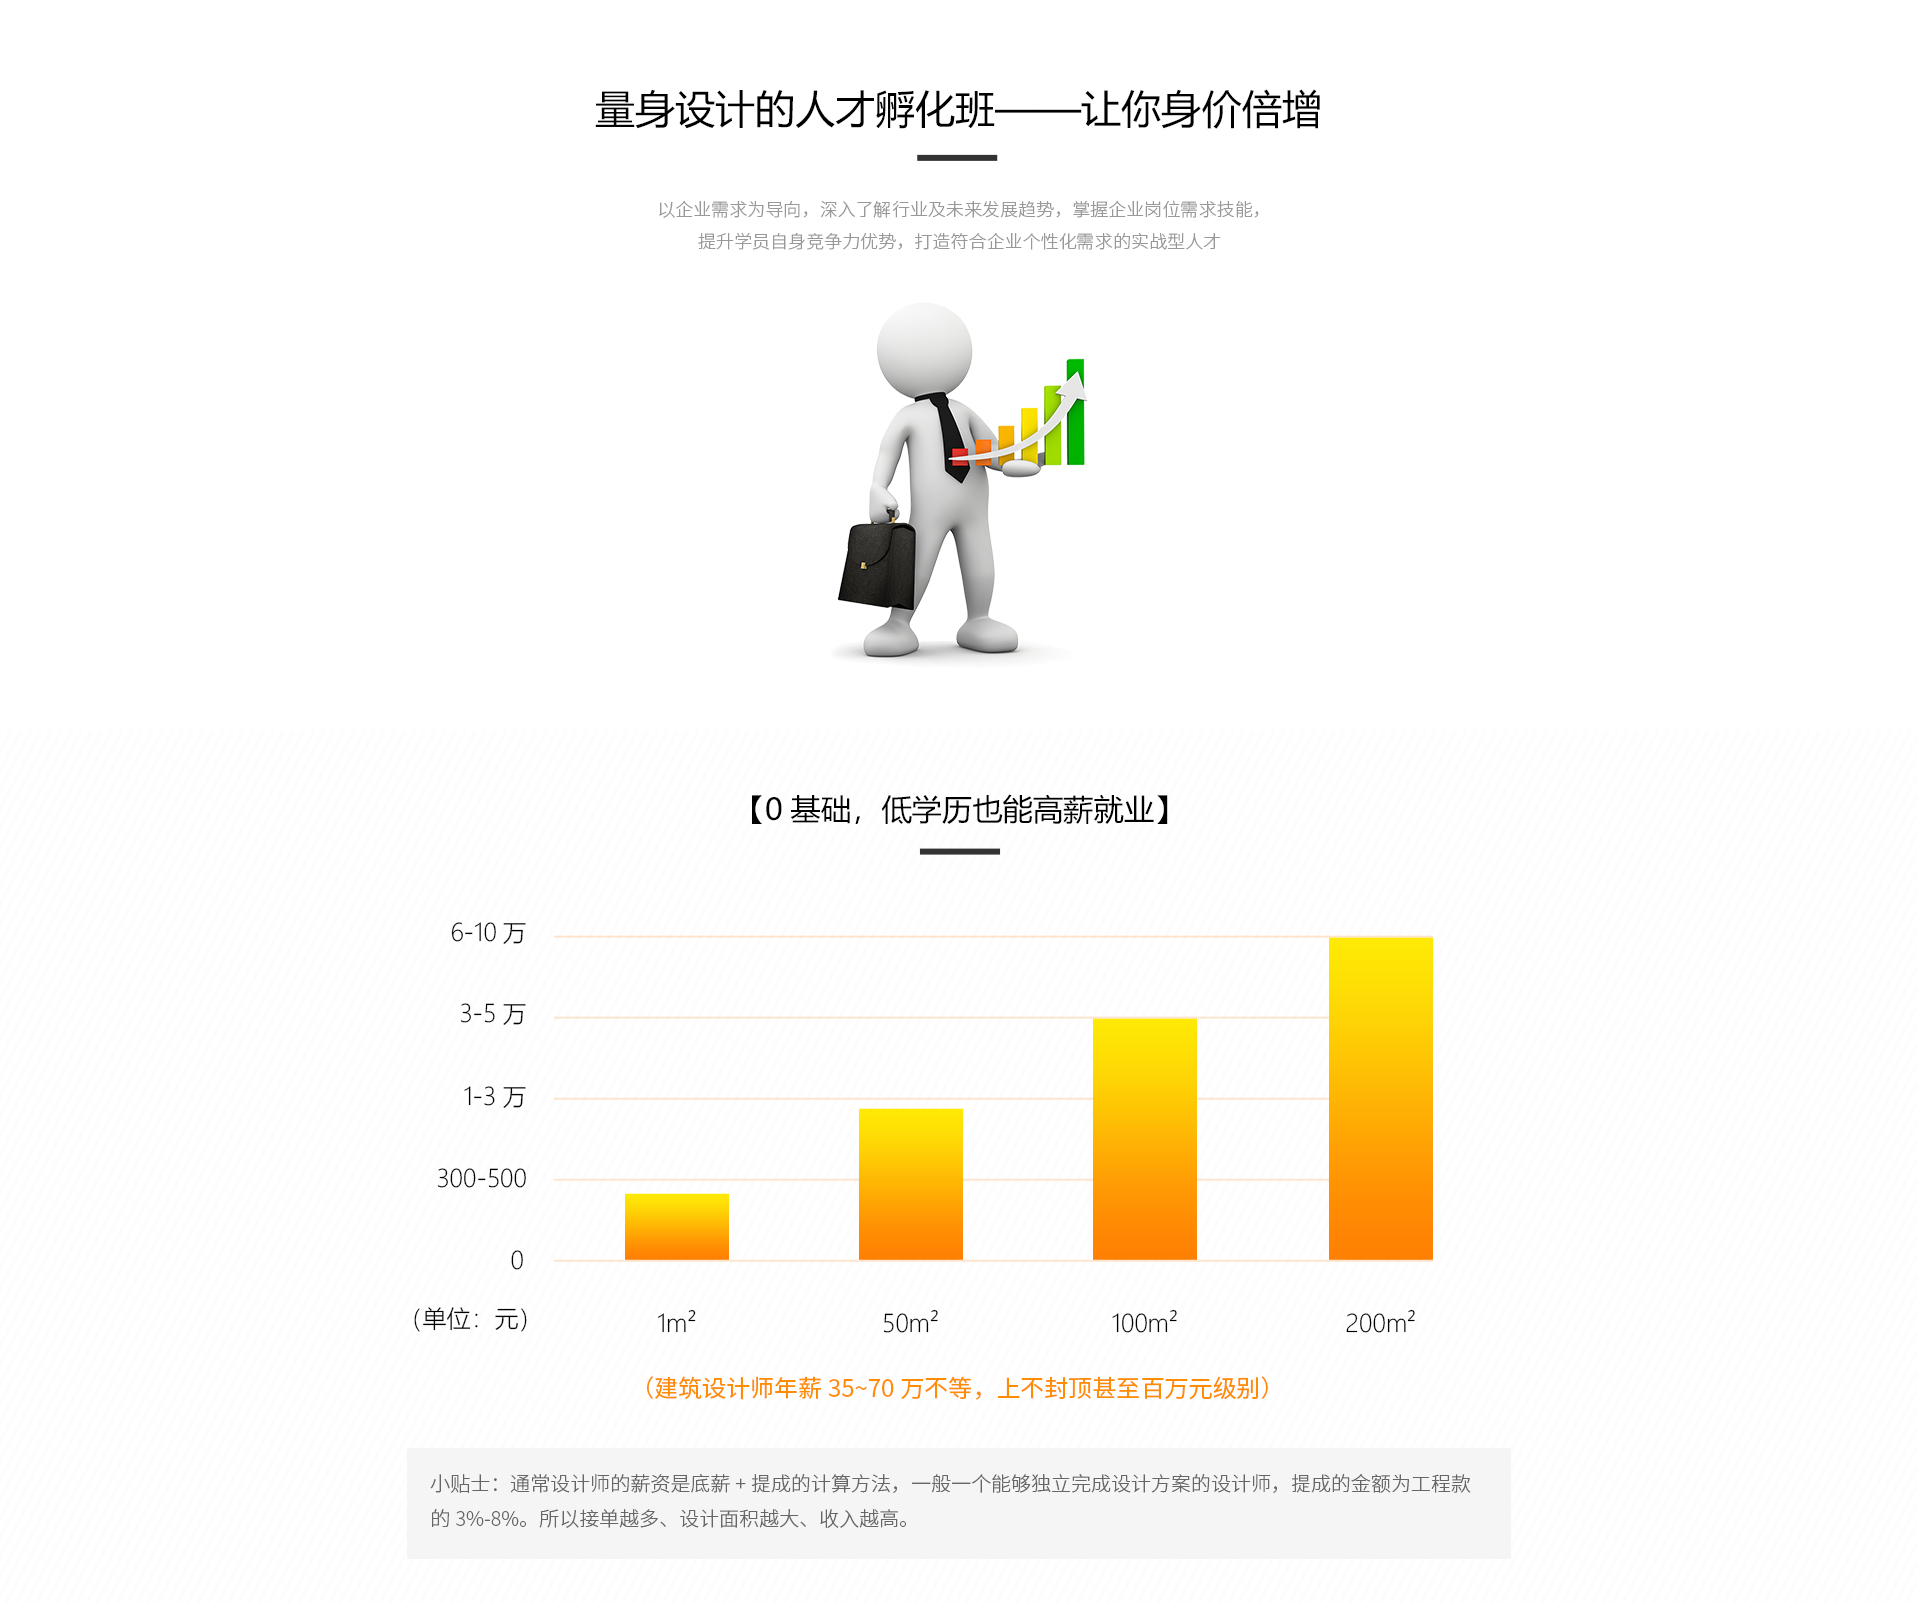 量身设计的人才孵化班——让你身价倍增
以企业需求为导向，深入了解行业及未来发展趋势，掌握企业岗位需求技能，
提升学员自身竞争力优势，打造符合企业个性化需求的实战型人才
【0 基础，低学历也能高薪就业】
6-10 万
3-5 万
1-3 万
300-500
0
（单位：元）
1m²
50m²
100m²
200m²
（建筑设计师年薪 35~70 万不等，上不封顶甚至百万元级别）
小贴士：通常设计师的薪资是底薪 + 提成的计算方法，一般一个能够独立完成设计方案的设计师，提成的金额为工程款
的 3%-8%。所以接单越多、设计面积越大、收入越高。